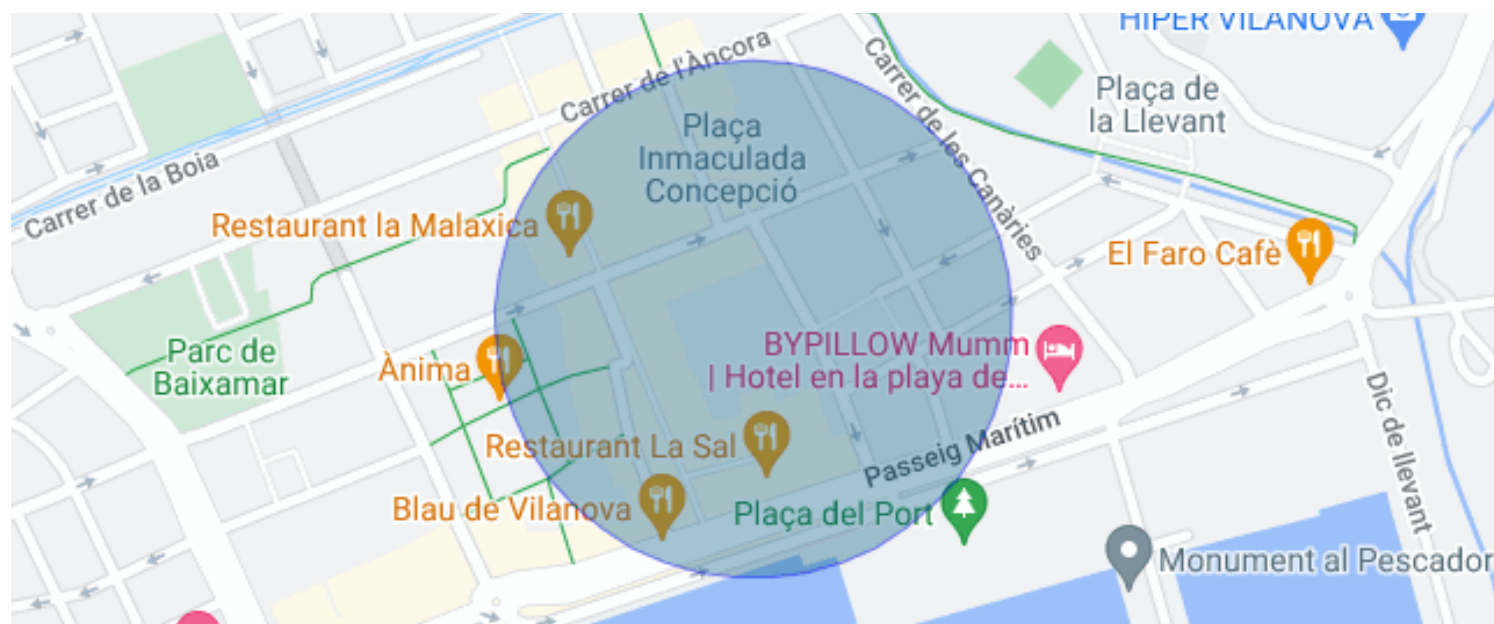 HIPER VILANOVA
Carrer de l'Àncora
Carrer de les Canàries
Plaça de
la Llevant
Plaça
Inmaculada
Concepció
Carrer de la Boia
Restaurant la Malaxica
El Faro Cafè
Parc de
Baixamar
Ànima
BYPILLOW Mumm
| Hotel en la playa de...
Dic de llevant
Restaurant La Sal
Passeig Marítim
Blau de Vilanova
Plaça del Port
Monument al Pescador